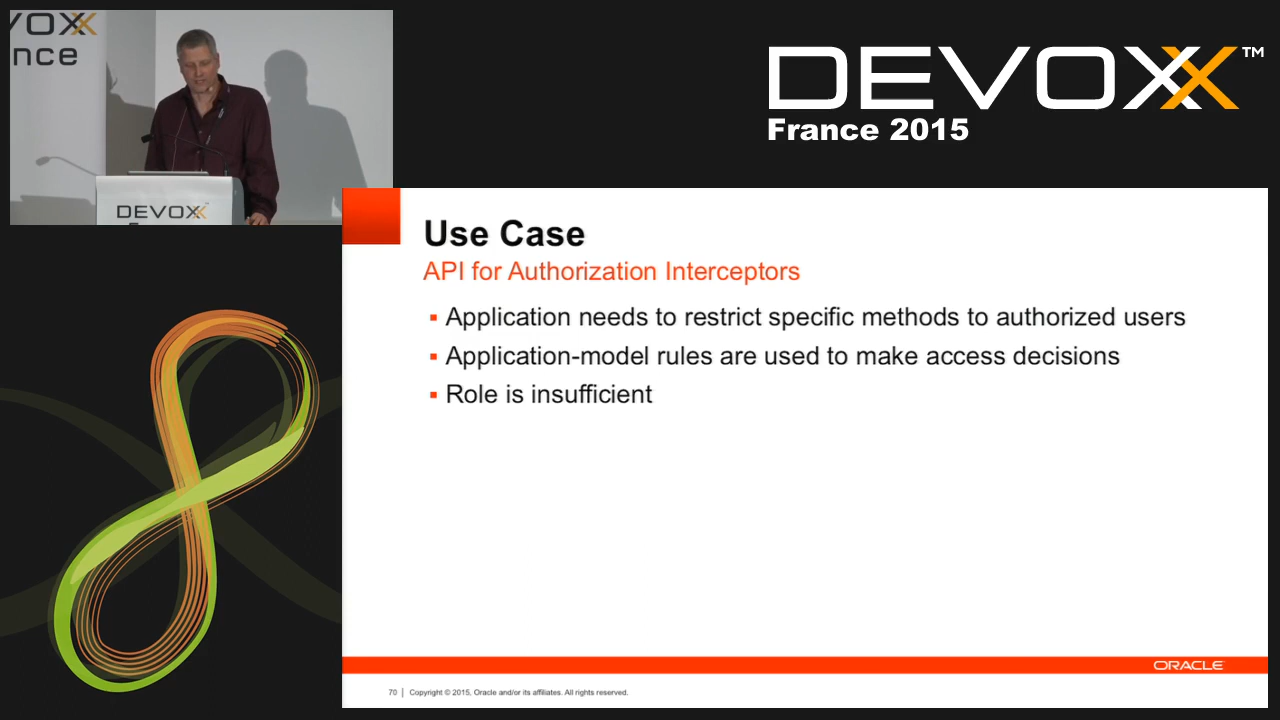 VOXX
nce
DEVOXX
DEVOXX™
France 2015
Use Case
API for Authorization Interceptors
▪ Application needs to restrict specific methods to authorized users
▪ Application-model rules are used to make access decisions
▪ Role is insufficient
ORACLE
70 | Copyright © 2015, Oracle and/or its affiliates. All rights reserved.